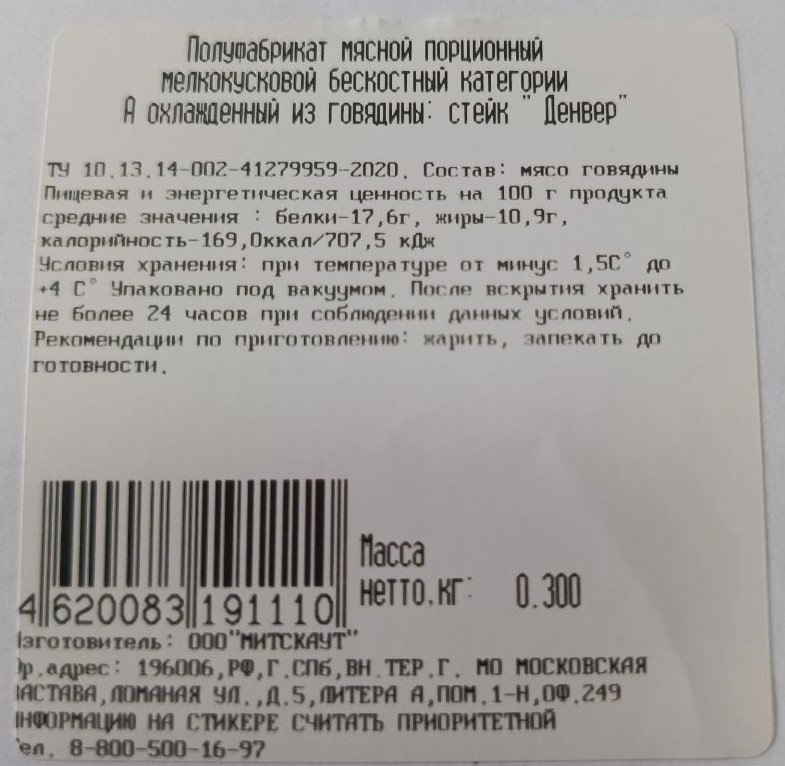 Полуфабрикат мясной порционный
мелкокусковой бескостный категории
А охлажденный из говядины: стейк " Денвер"
ТУ 10.13.14-002-41279959-2020. Состав: мясо говядины
Пищевая и энергетическая ценность на 100 г продукта
средние значения : белки-17,6г, жиры-10,9г,
калорийность-169,0ккал/707,5 кДж
Условия хранения: при температуре от минус 1,5С° до
+4 С° Упаковано под вакуумом. После вскрытия хранить
не более 24 часов при соблюдении данных условий.
Рекомендации по приготовлению: жарить, запекать до
готовности.
Масса
нетто.кг: 0.300
4 620083 191110
Изготовитель: ООО"МИТСКАУТ"
Юр.адрес: 196006,РФ,Г.СПб,ВН.ТЕР.Г. МО МОСКОВСКАЯ
ЗАСТАВА,ЛОМАНАЯ УЛ.,Д.5,ЛИТЕРА А,ПОМ.1-Н,ОФ.249
ИНФОРМАЦИЮ НА СТИКЕРЕ СЧИТАТЬ ПРИОРИТЕТНОЙ
Тел. 8-800-500-16-97